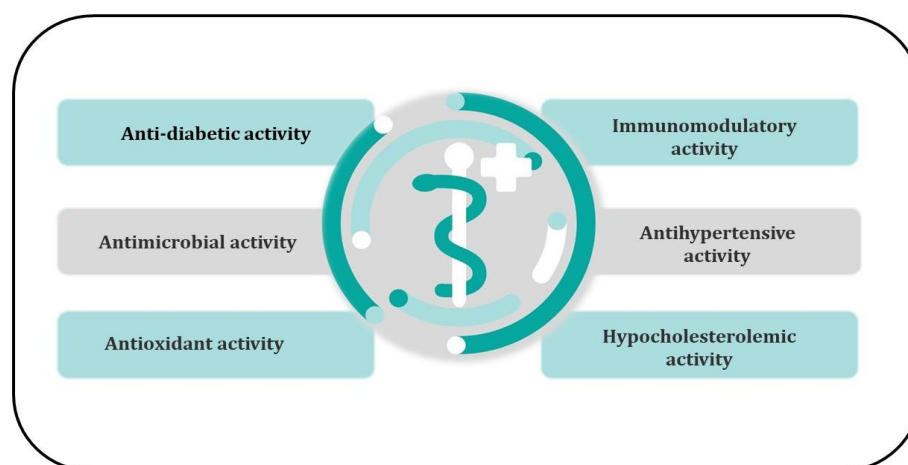 Anti-diabetic activity
Antimicrobial activity
Antioxidant activity
Immunomodulatory
activity
Antihypertensive
activity
Hypocholesterolemic
activity